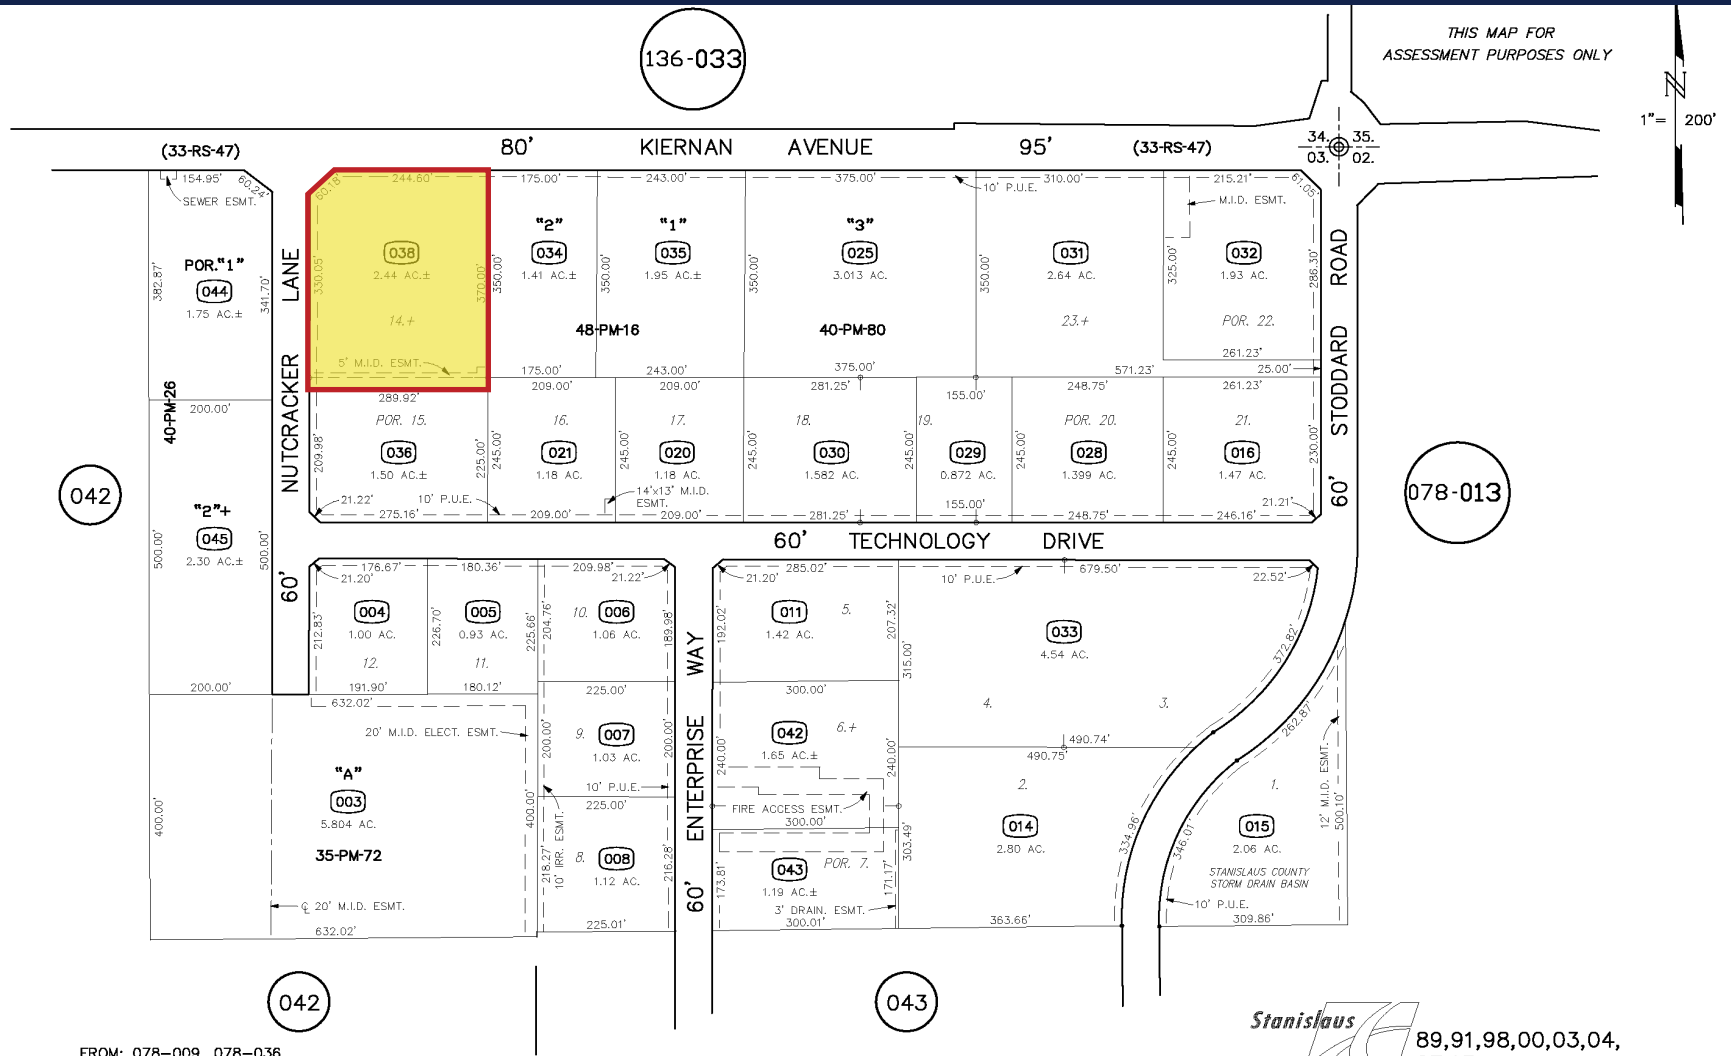 THIS MAP FOR
ASSESSMENT PURPOSES ONLY
136-033
N
1"= 200'
(33-RS-47)
80'
KIERNAN AVENUE
95'
(33-RS-47)
34. 35.
03. 02.
154.95'
60.24'
SEWER ESMT.
382.87'
341.70'
POR."1"
044
1.75 AC.±
NUTCRACKER LANE
60'
60.18'
244.60'
330.05'
370.00'
038
2.44 AC.±
14.+
5' M.I.D. ESMT.
175.00'
350.00'
"2"
034
1.41 AC.±
175.00'
48-PM-16
243.00'
350.00'
"1"
035
1.95 AC.±
243.00'
375.00'
350.00'
"3"
025
3.013 AC.
40-PM-80
375.00'
10' P.U.E.
310.00'
350.00'
031
2.64 AC.
23.+
571.23'
215.21'
61.05'
M.I.D. ESMT.
325.00'
286.30'
032
1.93 AC.
POR. 22.
261.23'
25.00'
STODDARD ROAD
60'
40-PM-26
200.00'
042
"2"+
045
2.30 AC.±
500.00'
500.00'
200.00'
289.92'
POR. 15.
036
1.50 AC.±
209.98'
225.00'
21.22'
10' P.U.E.
275.16'
209.00'
16.
021
1.18 AC.
245.00'
209.00'
14'x13' M.I.D.
ESMT.
209.00'
17.
020
1.18 AC.
245.00'
209.00'
281.25'
18.
030
1.582 AC.
245.00'
281.25'
155.00'
19.
029
0.872 AC.
245.00'
155.00'
248.75'
POR. 20.
028
1.399 AC.
245.00'
248.75'
261.23'
21.
016
1.47 AC.
245.00'
230.00'
21.21'
246.16'
078-013
60' TECHNOLOGY DRIVE
176.67'
21.20'
212.83'
004
1.00 AC.
12.
191.90'
180.36'
226.70'
005
0.93 AC.
225.66'
11.
180.12'
209.98'
21.22'
204.76'
10.
006
1.06 AC.
189.98'
225.00'
ENTERPRISE WAY
60'
285.02'
21.20'
192.02'
011
1.42 AC.
5.
207.32'
300.00'
679.50'
10' P.U.E.
22.52'
315.00'
033
4.54 AC.
372.82'
4.
3.
490.74'
490.75'
632.02'
20' M.I.D. ELECT. ESMT.
"A"
003
5.804 AC.
35-PM-72
400.00'
400.00'
℄ 20' M.I.D. ESMT.
632.02'
200.00'
9.
007
1.03 AC.
200.00'
10' P.U.E.
225.00'
10' IRR. ESMT.
218.27'
8.
008
1.12 AC.
216.28'
225.01'
042
1.65 AC.±
6.+
240.00'
240.00'
FIRE ACCESS ESMT.
300.00'
303.49'
173.81'
043
1.19 AC.±
POR. 7.
171.17'
3' DRAIN. ESMT.
300.01'
2.
014
2.80 AC.
334.96'
363.66'
262.87'
12' M.I.D. ESMT.
500.10'
346.01'
1.
015
2.06 AC.
STANISLAUS COUNTY
STORM DRAIN BASIN
10' P.U.E.
309.86'
042
043
Stanislaus
89,91,98,00,03,04,
FROM: 078-009, 078-036